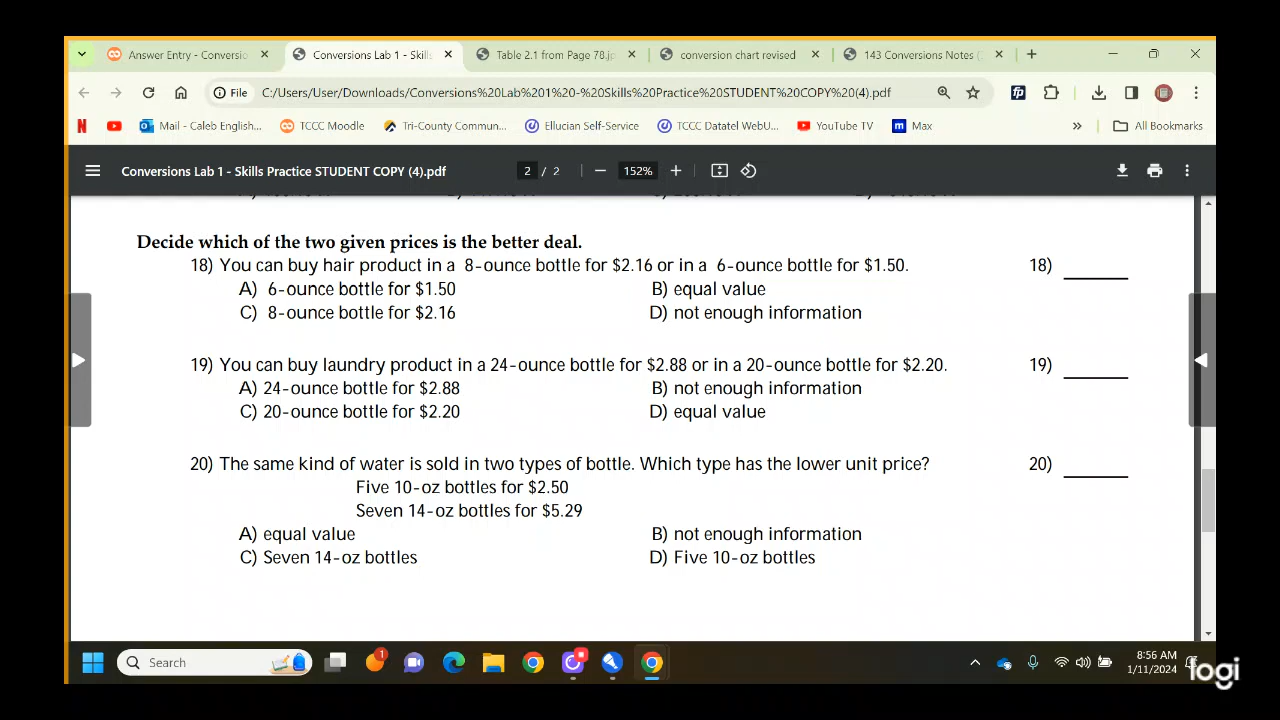 Answer Entry - Conversio
Conversions Lab 1 - Skill
Table 2.1 from Page 78.jp
conversion chart revised
143 Conversions Notes (
File C:/Users/User/Downloads/Conversions%20Lab%201%20-%20Skills%20Practice%20STUDENT%20COPY%20(4).pdf
Mail - Caleb English... TCCC Moodle Tri-County Commun... Ellucian Self-Service TCCC Datatel WebU... YouTube TV Max » All Bookmarks
Conversions Lab 1 - Skills Practice STUDENT COPY (4).pdf 2 / 2 152%
Decide which of the two given prices is the better deal.
18) You can buy hair product in a 8-ounce bottle for $2.16 or in a 6-ounce bottle for $1.50. 18)
A) 6-ounce bottle for $1.50 B) equal value
C) 8-ounce bottle for $2.16 D) not enough information
19) You can buy laundry product in a 24-ounce bottle for $2.88 or in a 20-ounce bottle for $2.20. 19)
A) 24-ounce bottle for $2.88 B) not enough information
C) 20-ounce bottle for $2.20 D) equal value
20) The same kind of water is sold in two types of bottle. Which type has the lower unit price? 20)
Five 10-oz bottles for $2.50
Seven 14-oz bottles for $5.29
A) equal value B) not enough information
C) Seven 14-oz bottles D) Five 10-oz bottles
Search 1 8:56 AM
1/11/2024
logi